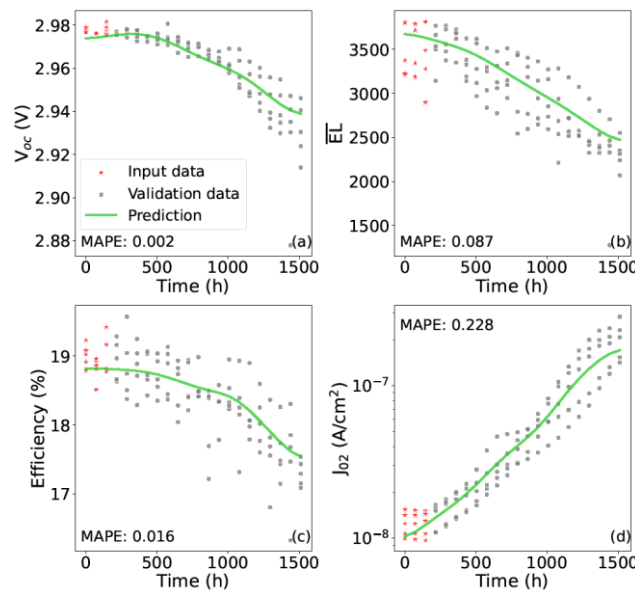 2.98
2.96
2.94
2.92
2.90
2.88
V_oc (V)
Input data
Validation data
Prediction
MAPE: 0.002
(a)
0
500
1000
1500
Time (h)
3500
3000
2500
2000
1500
EL
MAPE: 0.087
(b)
0
500
1000
1500
Time (h)
19
18
17
Efficiency (%)
MAPE: 0.016
(c)
0
500
1000
1500
Time (h)
MAPE: 0.228
10⁻⁷
10⁻⁸
J₀₂ (A/cm²)
(d)
0
500
1000
1500
Time (h)